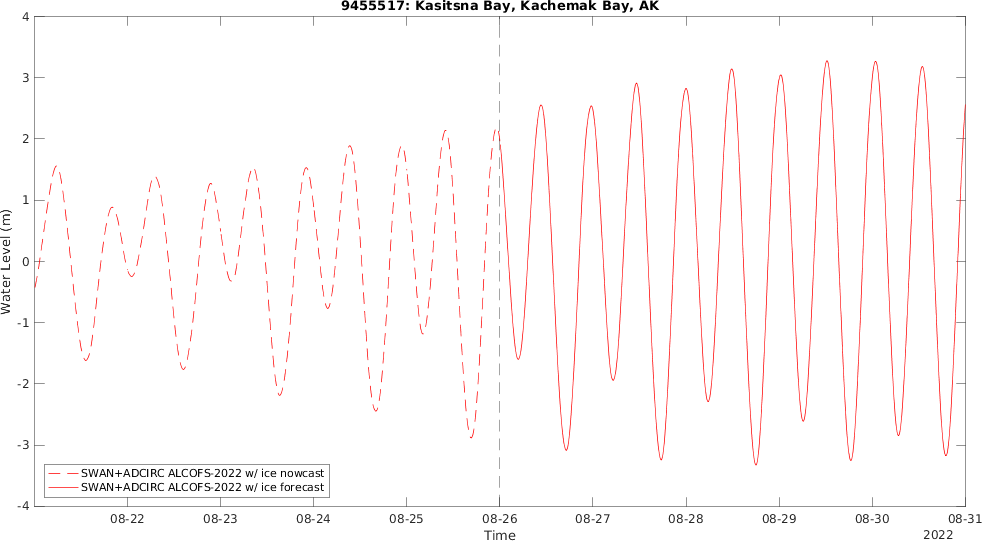 9455517: Kasitsna Bay, Kachemak Bay, AK
Water Level (m)
4
3
2
1
0
-1
-2
-3
-4
SWAN+ADCIRC ALCOFS-2022 w/ ice nowcast
SWAN+ADCIRC ALCOFS-2022 w/ ice forecast
08-22 08-23 08-24 08-25 08-26 08-27 08-28 08-29 08-30 08-31
Time
2022